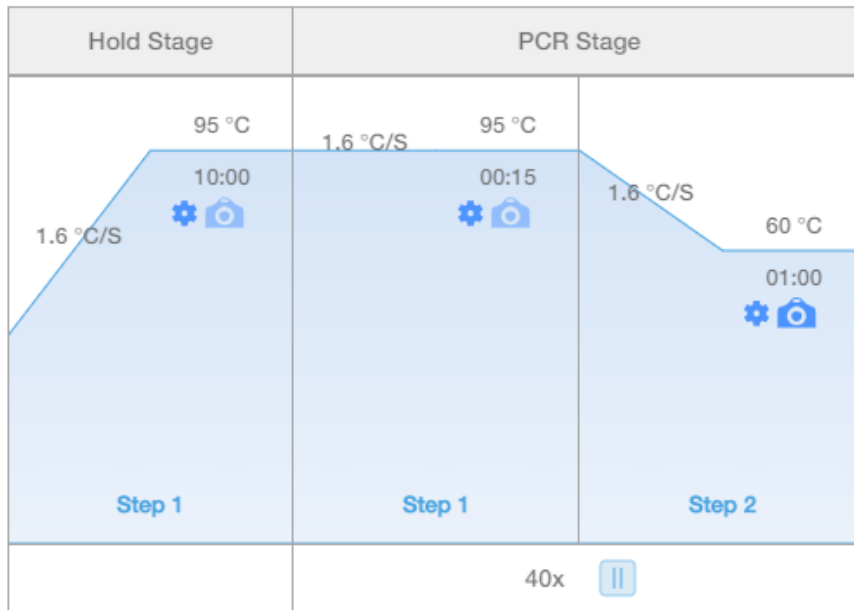 Hold Stage
PCR Stage
95 °C
10:00
1.6 °C/S
Step 1
1.6 °C/S
95 °C
00:15
Step 1
1.6 °C/S
60 °C
01:00
Step 2
40x